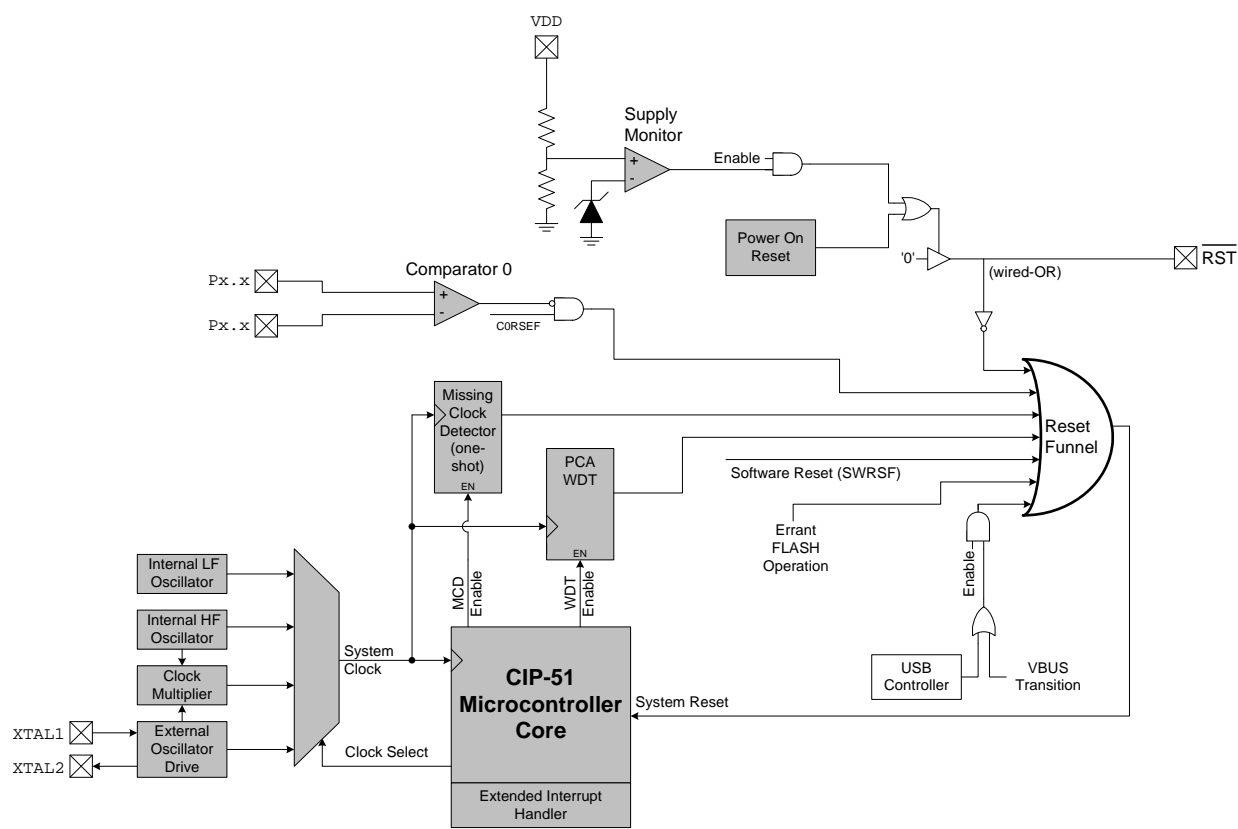 VDD
Supply
Monitor
+
-
Enable
Power On
Reset
'0'
(wired-OR)
RST
Px.x
Px.x
Comparator 0
+
-
C0RSEF
Missing
Clock
Detector
(one-
shot)
EN
PCA
WDT
EN
Reset
Funnel
Software Reset (SWRSF)
Errant
FLASH
Operation
Enable
USB
Controller
VBUS
Transition
Internal LF
Oscillator
Internal HF
Oscillator
Clock
Multiplier
External
Oscillator
Drive
XTAL1
XTAL2
System
Clock
Clock Select
MCD
Enable
WDT
Enable
CIP-51
Microcontroller
Core
System Reset
Extended Interrupt
Handler